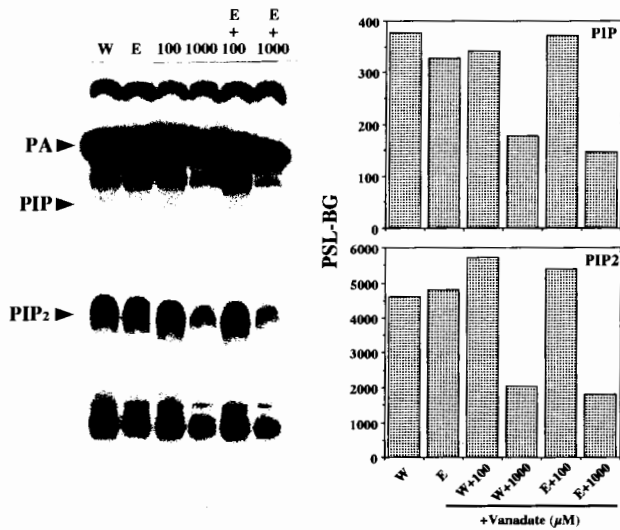 E E
+ +
W E 100 1000 100 1000
PA
PIP
PIP2
PSL-BG
400
300
200
100
0
PIP
6000
5000
4000
3000
2000
1000
0
PIP2
W E W+100 W+1000 E+100 E+1000
+Vanadate (µM)